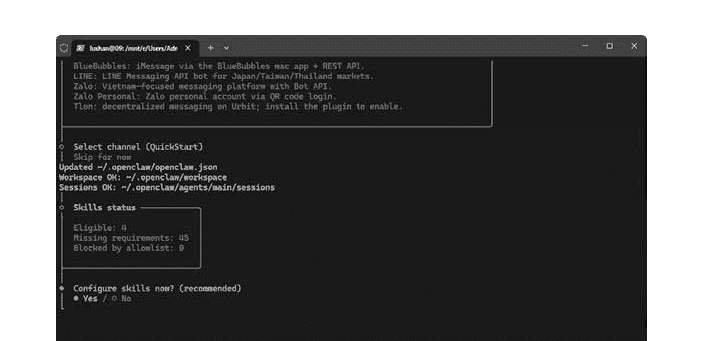 lushan@09: /mnt/c/Users/Adm
BlueBubbles: iMessage via the BlueBubbles mac app + REST API.
LINE: LINE Messaging API bot for Japan/Taiwan/Thailand markets.
Zalo: Vietnam-focused messaging platform with Bot API.
Zalo Personal: Zalo personal account via QR code login.
Tlon: decentralized messaging on Urbit; install the plugin to enable.
Select channel (QuickStart)
Skip for now
Updated ~/.openclaw/openclaw.json
Workspace OK: ~/.openclaw/workspace
Sessions OK: ~/.openclaw/agents/main/sessions
Skills status
Eligible: 4
Missing requirements: 45
Blocked by allowlist: 0
Configure skills now? (recommended)
● Yes / ○ No